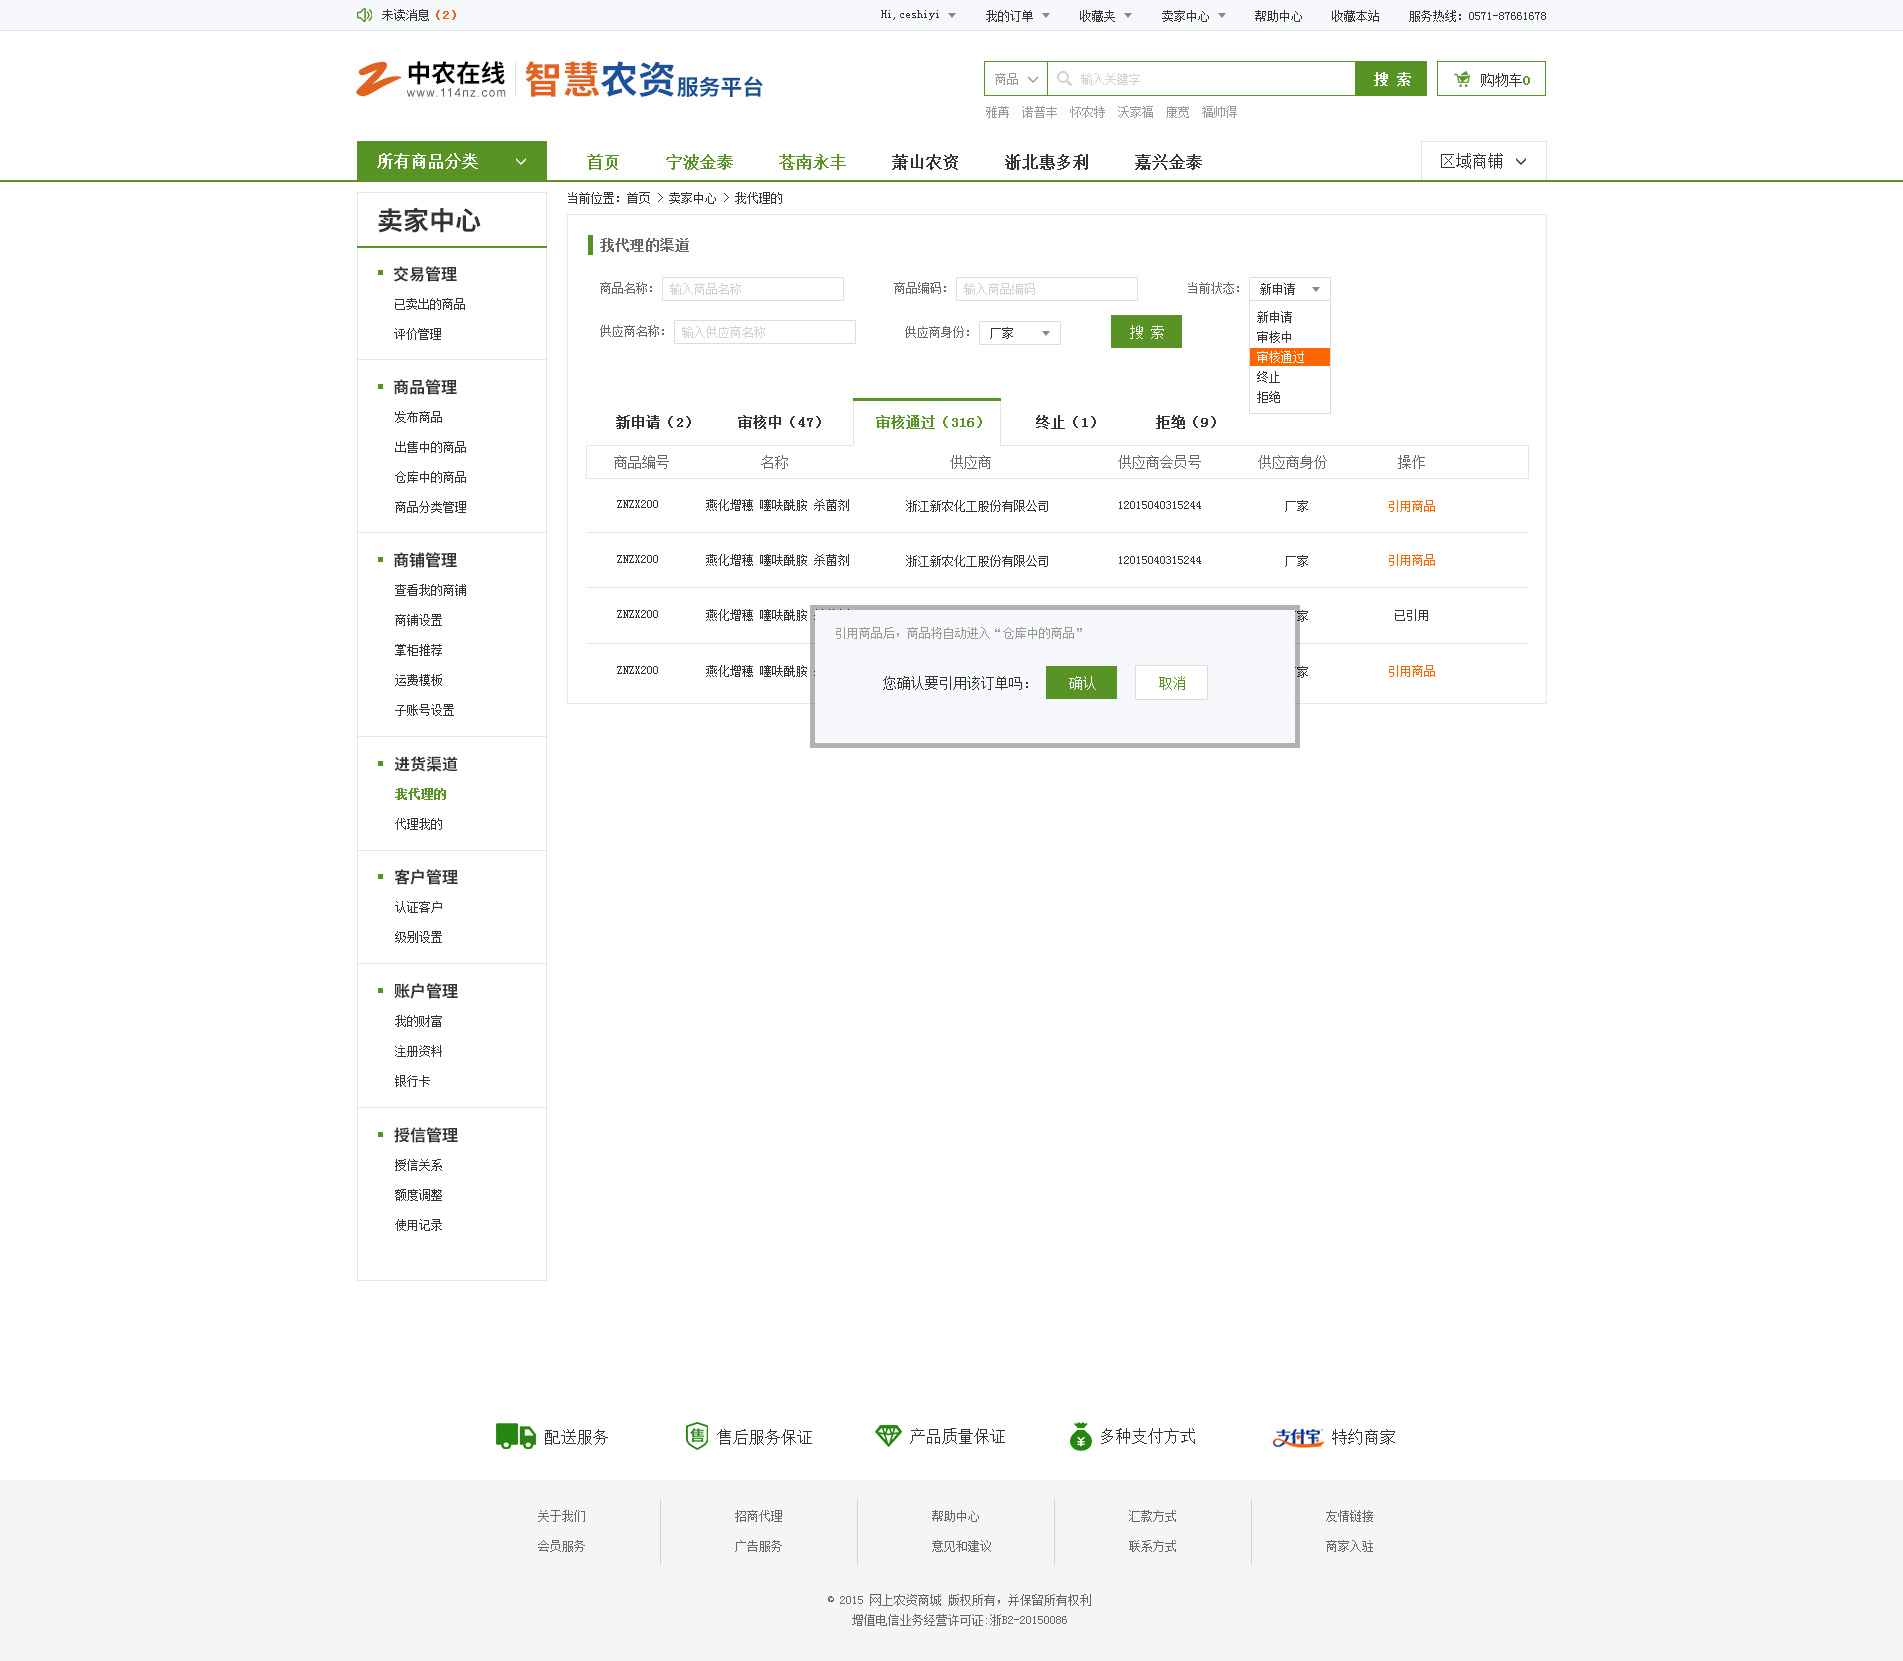 未读消息（2） Hi,ceshiyi 我的订单 收藏夹 卖家中心 帮助中心 收藏本站 服务热线：0571-87661678
中农在线 智慧农资服务平台
www.114nz.com
商品 输入关键字 搜 索 购物车0
雅苒 诺普丰 怀农特 沃家福 康宽 福帅得
所有商品分类 首页 宁波金泰 苍南永丰 萧山农资 浙北惠多利 嘉兴金泰 区域商铺
卖家中心
交易管理
已卖出的商品
评价管理
商品管理
发布商品
出售中的商品
仓库中的商品
商品分类管理
商铺管理
查看我的商铺
商铺设置
掌柜推荐
运费模板
子账号设置
进货渠道
我代理的
代理我的
客户管理
认证客户
级别设置
账户管理
我的财富
注册资料
银行卡
授信管理
授信关系
额度调整
使用记录
当前位置：首页 > 卖家中心 > 我代理的
我代理的渠道
商品名称： 输入商品名称 商品编码： 输入商品编码 当前状态： 新申请
供应商名称： 输入供应商名称 供应商身份： 厂家 搜 索
新申请
审核中
审核通过
终止
拒绝
新申请（2） 审核中（47） 审核通过（316） 终止（1） 拒绝（9）
商品编号 名称 供应商 供应商会员号 供应商身份 操作
ZNZX200 燕化增穗 噻呋酰胺 杀菌剂 浙江新农化工股份有限公司 12015040315244 厂家 引用商品
ZNZX200 燕化增穗 噻呋酰胺 杀菌剂 浙江新农化工股份有限公司 12015040315244 厂家 引用商品
ZNZX200 燕化增穗 噻呋酰胺 家 已引用
ZNZX200 燕化增穗 噻呋酰胺 家 引用商品
引用商品后，商品将自动进入“仓库中的商品”
您确认要引用该订单吗： 确认 取消
配送服务 售 售后服务保证 产品质量保证 ¥ 多种支付方式 支付宝 特约商家
关于我们 招商代理 帮助中心 汇款方式 友情链接
会员服务 广告服务 意见和建议 联系方式 商家入驻
© 2015 网上农资商城 版权所有，并保留所有权利
增值电信业务经营许可证:浙B2-20150086